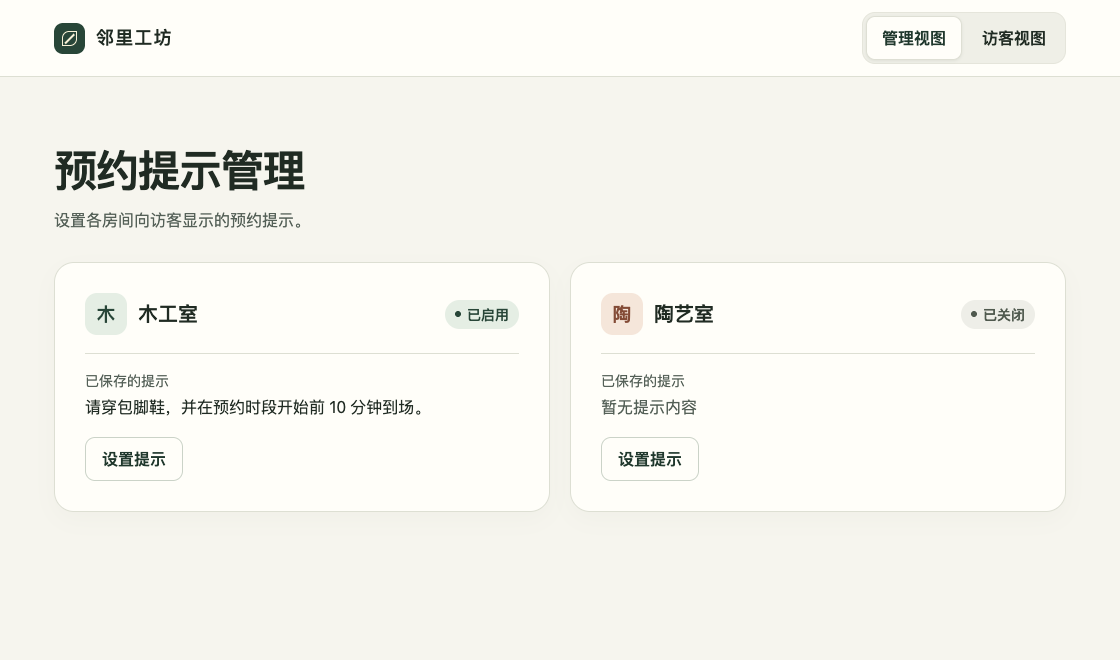 邻里工坊
管理视图
访客视图
预约提示管理
设置各房间向访客显示的预约提示。
木
木工室
已启用
已保存的提示
请穿包脚鞋，并在预约时段开始前 10 分钟到场。
设置提示
陶
陶艺室
已关闭
已保存的提示
暂无提示内容
设置提示